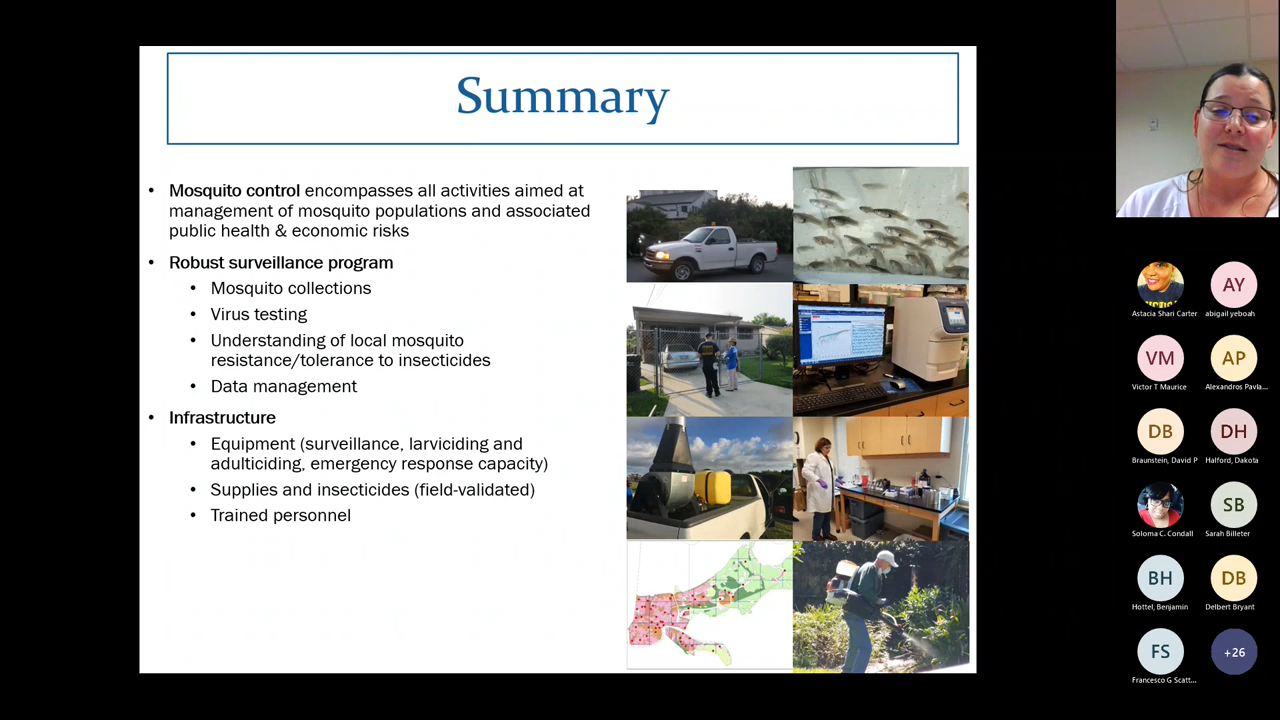 Summary
• Mosquito control encompasses all activities aimed at
management of mosquito populations and associated
public health & economic risks
• Robust surveillance program
• Mosquito collections
• Virus testing
• Understanding of local mosquito
resistance/tolerance to insecticides
• Data management
• Infrastructure
• Equipment (surveillance, larviciding and
adulticiding, emergency response capacity)
• Supplies and insecticides (field-validated)
• Trained personnel
Astacia Shari Carter
AY
abigail yeboah
VM
Victor T Maurice
AP
Alexandros Pavla...
DB
Braunstein, David P
DH
Halford, Dakota
Soloma C. Condall
SB
Sarah Billeter
BH
Hottel, Benjamin
DB
Delbert Bryant
FS
Francesco G Scatt...
+26